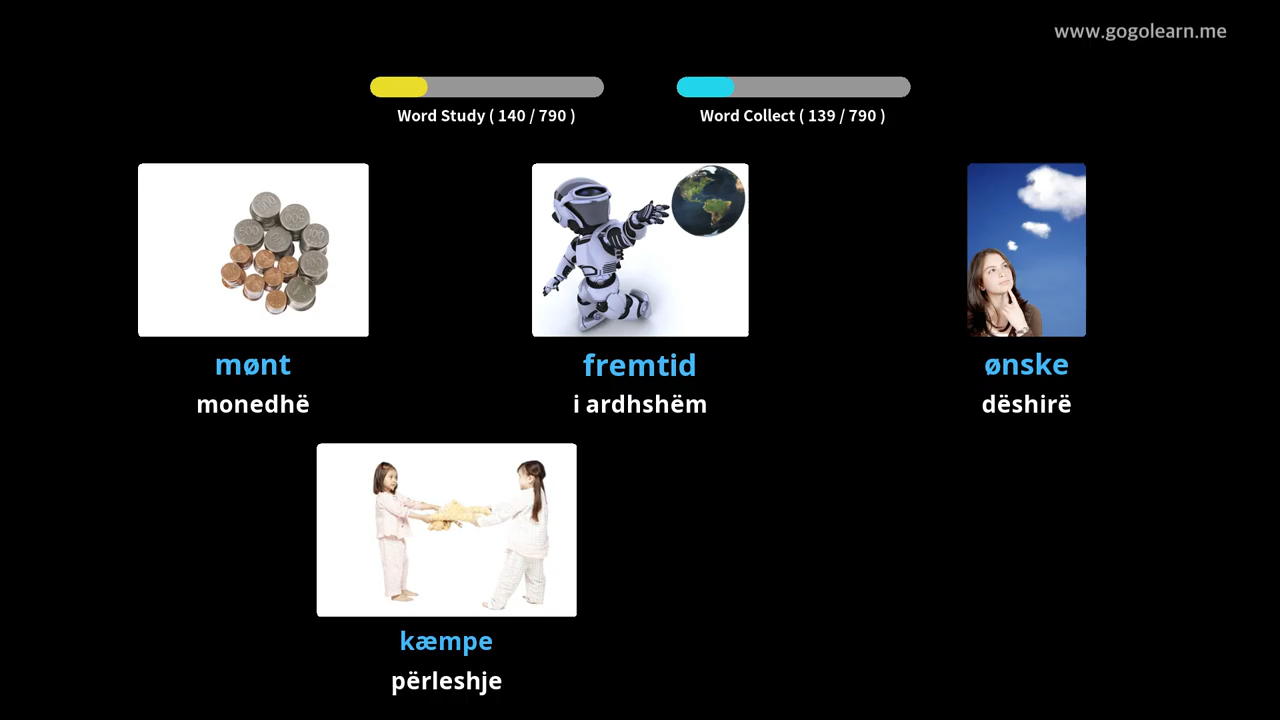 www.gogolearn.me
Word Study ( 140 / 790 )
Word Collect ( 139 / 790 )
mønt
monedhë
fremtid
i ardhshëm
ønske
dëshirë
kæmpe
përleshje